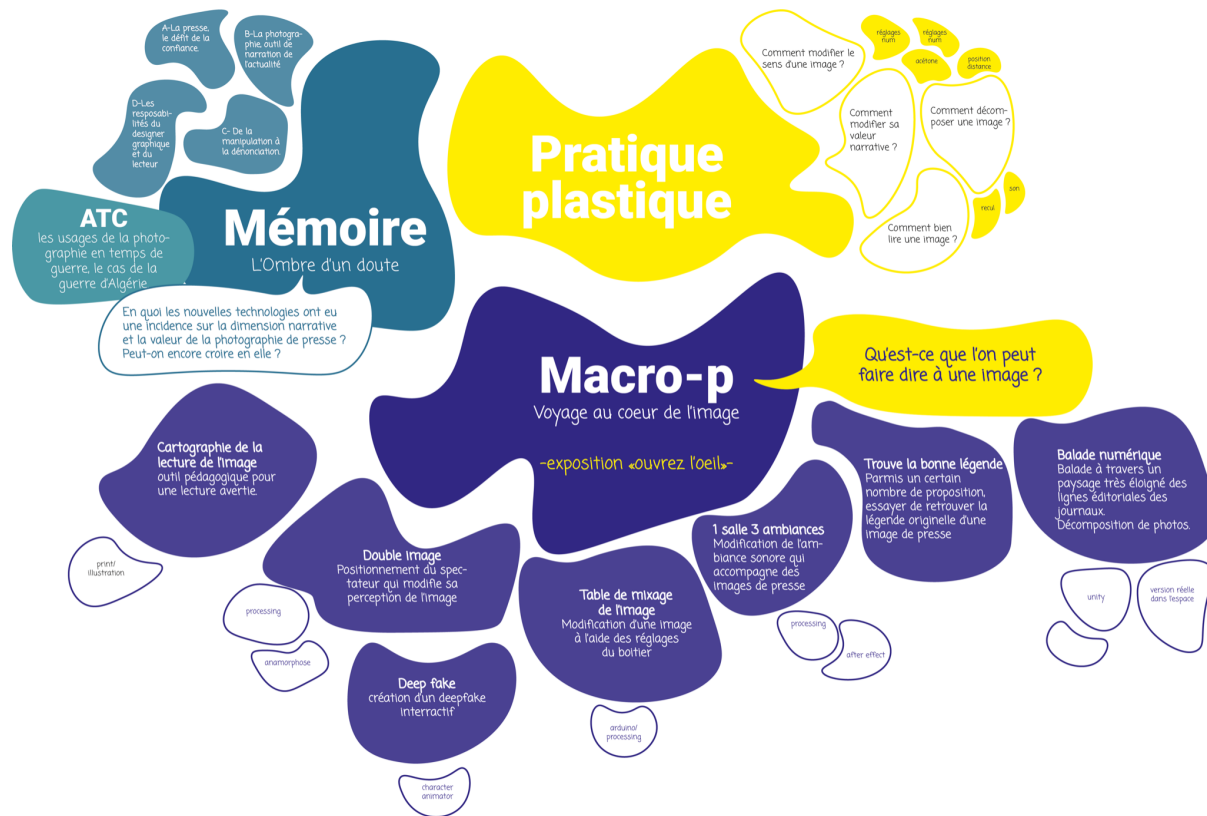 A-La presse,
le défit de la
confiance.
B-La photogra-
phie, outil de
narration de
l'actualité
D-Les
resposabi-
lités du
designer
graphique
et du
lecteur
C- De la
manipulation à
la dénonciation.
ATC
les usages de la photo-
graphie en temps de
guerre, le cas de la
guerre d'Algérie
Mémoire
L'Ombre d'un doute
En quoi les nouvelles technologies ont eu
une incidence sur la dimension narrative
et la valeur de la photographie de presse ?
Peut-on encore croire en elle ?
Pratique
plastique
Comment modifier le
sens d'une image ?
réglages
num
réglages
num
acétone
position
distance
Comment
modifier sa
valeur
narrative ?
Comment décom-
poser une image ?
son
recul
Comment bien
lire une image ?
Macro-p
Voyage au coeur de l'image
-exposition «ouvrez l'oeil»-
Qu'est-ce que l'on peut
faire dire à une image ?
Cartographie de la
lecture de l'image
outil pédagogique pour
une lecture avertie.
print/
illustration
Double image
Positionnement du spec-
tateur qui modifie sa
perception de l'image
processing
anamorphose
Deep fake
création d'un deepfake
interractif
character
animator
Table de mixage
de l'image
Modification d'une image
à l'aide des réglages
du boitier
arduino/
processing
1 salle 3 ambiances
Modification de l'am-
biance sonore qui
accompagne des
images de presse
processing
after effect
Trouve la bonne légende
Parmis un certain
nombre de proposition,
essayer de retrouver la
légende originelle d'une
image de presse
Balade numérique
Balade à travers un
paysage très éloigné des
lignes éditoriales des
journaux.
Décomposition de photos.
unity
version réelle
dans l'espace